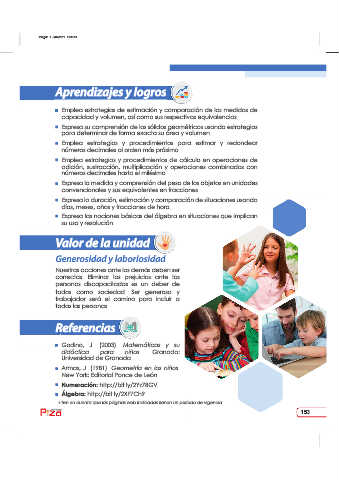 Aprendizajes y logros
Emplea estrategias de estimación y comparación de las medidas de
capacidad y volumen, así como sus respectivas equivalencias
Expresa su comprensión de los sólidos geométricos usando estrategias
para determinar de forma exacta su área y volumen
Emplea estrategias y procedimientos para estimar y redondear
números decimales al orden más próximo
Emplea estrategias y procedimientos de cálculo en operaciones de
adición, sustracción, multiplicación y operaciones combinadas con
números decimales hasta el milésimo
Expresa la medida y comprensión del peso de los objetos en unidades
convencionales y sus equivalentes en fracciones
Expresa la duración, estimación y comparación de situaciones usando
días, meses, años y fracciones de hora
Expresa las nociones básicas del álgebra en situaciones que implican
su uso y resolución
Valor de la unidad
Generosidad y laboriosidad
Nuestras acciones ante los demás deben ser
correctas. Eliminar los prejuicios ante las
personas discapacitadas es un deber de
todos como sociedad. Ser generoso y
trabajador será el camino para incluir a
todas las personas
Referencias
Godino, J (2003) Matemáticas y su
didáctica para niños Granada:
Universidad de Granada
Armas, J (1981) Geometría en los niños
New York: Editorial Ponce de León
Numeración: http://bit.ly/2Yr78GV
Álgebra:
153